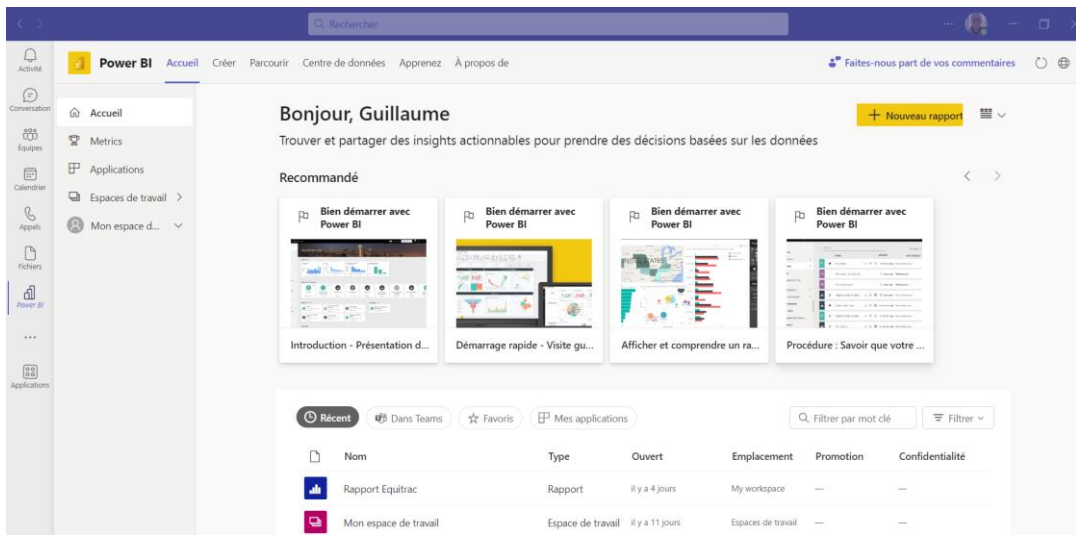 Rechercher
Activité
Conversation
Équipes
Calendrier
Appels
Fichiers
Power BI
Applications
Power BI Accueil Créer Parcourir Centre de données Apprenez À propos de
Faites-nous part de vos commentaires
Accueil
Metrics
Applications
Espaces de travail
Mon espace d...
Bonjour, Guillaume
Nouveau rapport
Trouver et partager des insights actionnables pour prendre des décisions basées sur les données
Recommandé
Bien démarrer avec
Power BI
Introduction - Présentation d...
Bien démarrer avec
Power BI
Démarrage rapide - Visite gu...
Bien démarrer avec
Power BI
Afficher et comprendre un ra...
Bien démarrer avec
Power BI
Procédure : Savoir que votre ...
Récent Dans Teams Favoris Mes applications Filtrer par mot clé Filtrer
Nom Type Ouvert Emplacement Promotion Confidentialité
Rapport Equitrac Rapport il y a 4 jours My workspace — —
Mon espace de travail Espace de travail il y a 11 jours Espaces de travail — —